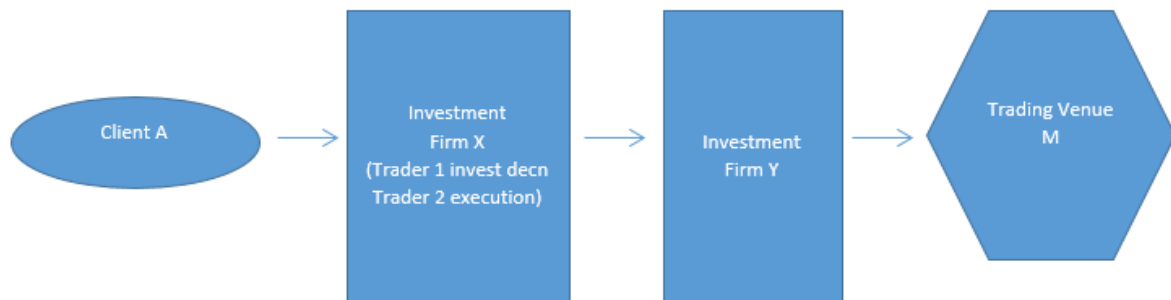 Client A
Investment
Firm X
(Trader 1 invest decn
Trader 2 execution)
Investment
Firm Y
Trading Venue
M